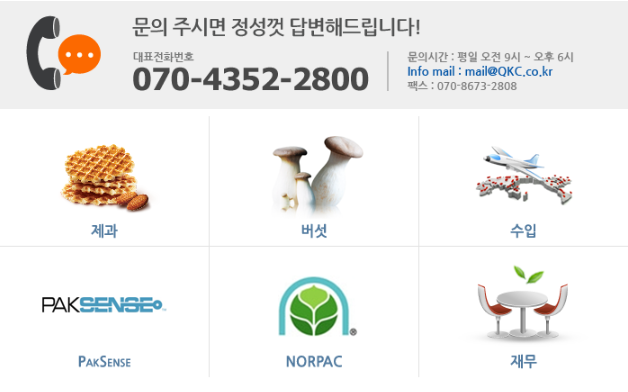 문의 주시면 정성껏 답변해드립니다!
대표전화번호
070-4352-2800
문의시간 : 평일 오전 9시 ~ 오후 6시
Info mail : mail@QKC.co.kr
팩스 : 070-8673-2808
제과
버섯
수입
PAKSENSE
PAKSENSE
NORPAC
재무